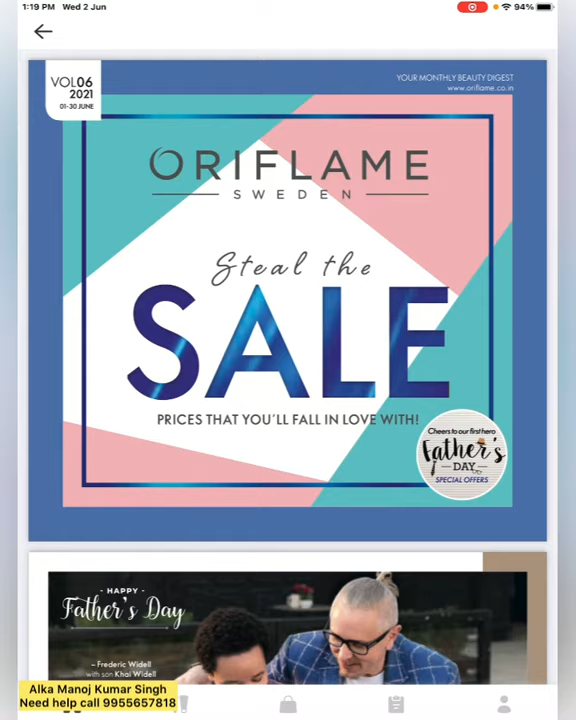 1:19 PM Wed 2 Jun
94%
VOL06
2021
01-30 JUNE
YOUR MONTHLY BEAUTY DIGEST
www.oriflame.co.in
ORIFLAME
SWEDEN
Steal the
SALE
PRICES THAT YOU'LL FALL IN LOVE WITH!
Cheers to our first hero
Father's
DAY
SPECIAL OFFERS
- HAPPY -
Father's Day
– Frederic Widell
with son Khai Widell
Alka Manoj Kumar Singh
Need help call 9955657818